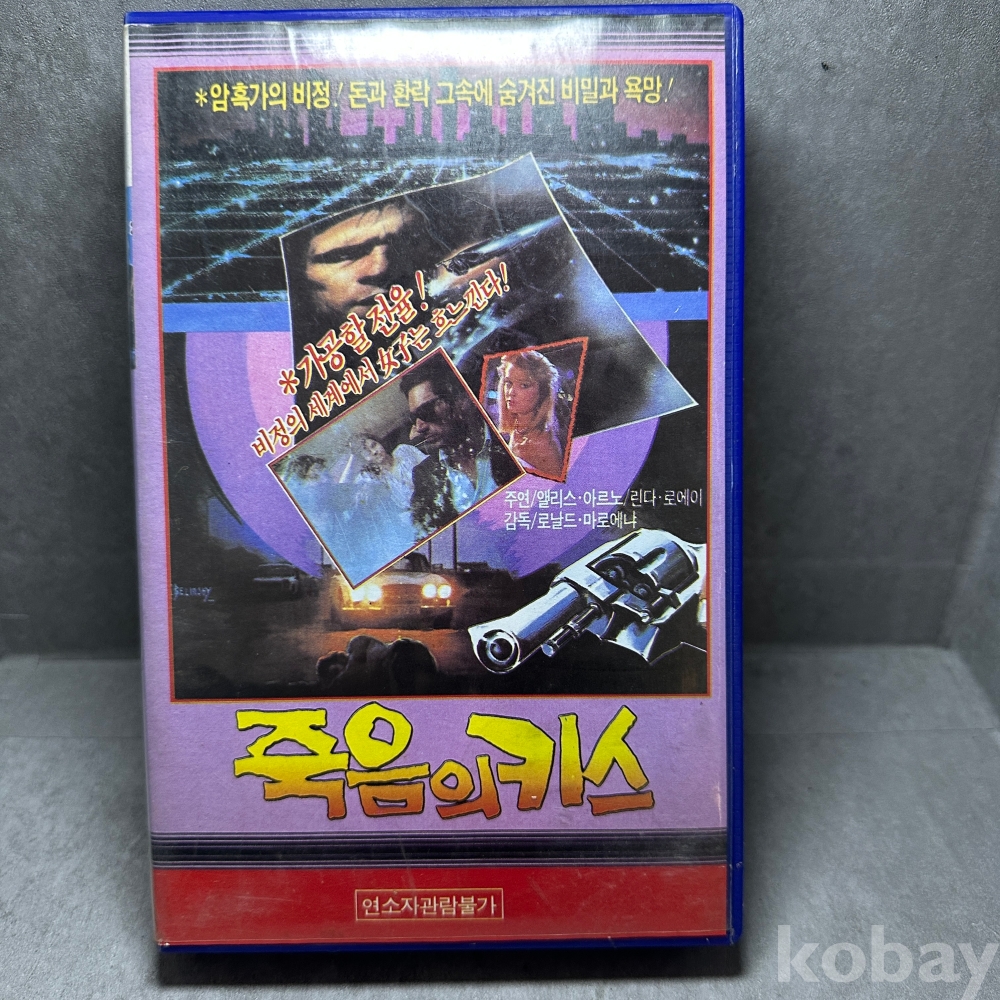 *암흑가의 비정! 돈과 환락 그속에 숨겨진 비밀과 욕망!
*가공할 전율!
비정의 세계에서 女子는 흐느낀다!
주연/앨리스·아르노/린다·로에이
감독/로날드·마로에냐
죽음의키스
연소자관람불가
kobay